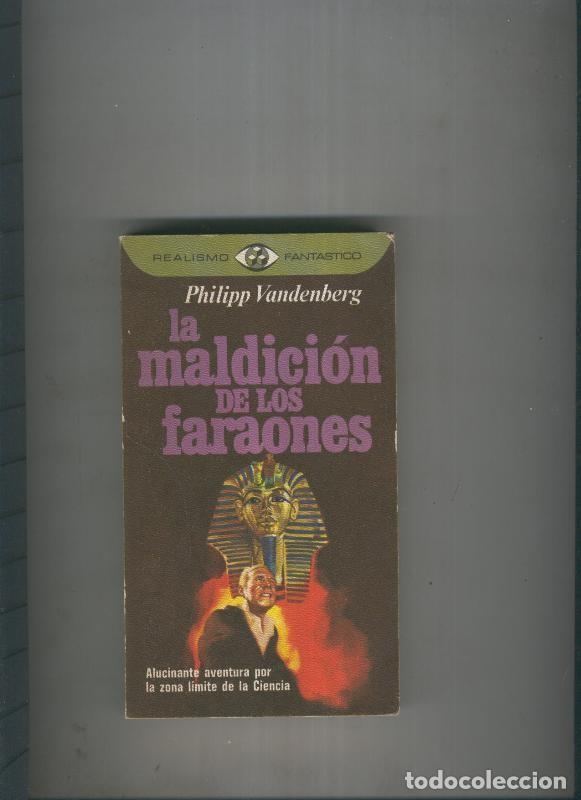 REALISMO FANTASTICO
Philipp Vandenberg
la
maldición
DE LOS
faraones
Alucinante aventura por
la zona límite de la Ciencia
todocoleccion